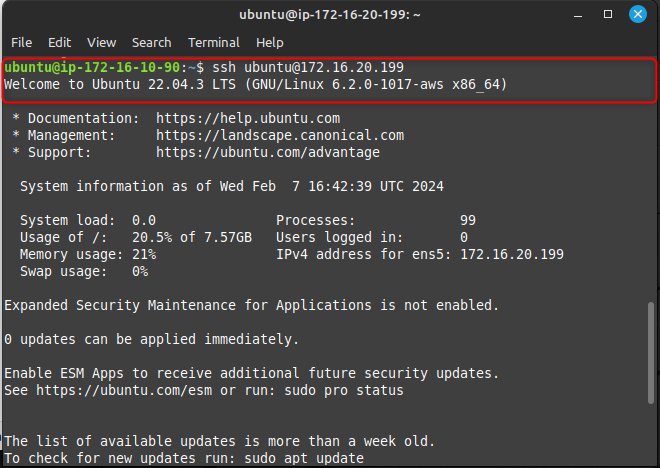 ubuntu@ip-172-16-20-199: ~
File Edit View Search Terminal Help
ubuntu@ip-172-16-10-90:~$ ssh ubuntu@172.16.20.199
Welcome to Ubuntu 22.04.3 LTS (GNU/Linux 6.2.0-1017-aws x86_64)
* Documentation:  https://help.ubuntu.com
* Management:     https://landscape.canonical.com
* Support:        https://ubuntu.com/advantage
System information as of Wed Feb  7 16:42:39 UTC 2024
System load:  0.0               Processes:             99
Usage of /:   20.5% of 7.57GB   Users logged in:       0
Memory usage: 21%               IPv4 address for ens5: 172.16.20.199
Swap usage:   0%
Expanded Security Maintenance for Applications is not enabled.
0 updates can be applied immediately.
Enable ESM Apps to receive additional future security updates.
See https://ubuntu.com/esm or run: sudo pro status
The list of available updates is more than a week old.
To check for new updates run: sudo apt update